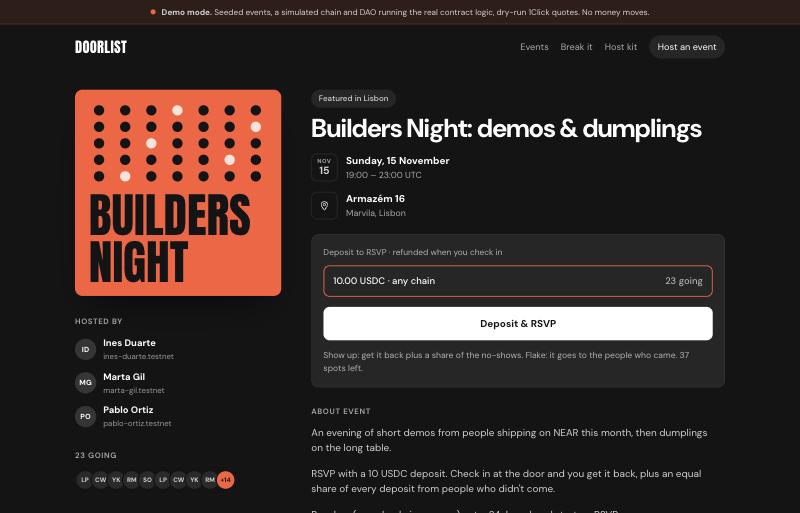 Demo mode. Seeded events, a simulated chain and DAO running the real contract logic, dry-run 1Click quotes. No money moves.
DOORLIST
Events Break it Host kit Host an event
BUILDERS
NIGHT
HOSTED BY
ID Ines Duarte
ines-duarte.testnet
MG Marta Gil
marta-gil.testnet
PO Pablo Ortiz
pablo-ortiz.testnet
23 GOING
LP CW YK RM SO LP CW YK RM +14
Featured in Lisbon
Builders Night: demos & dumplings
NOV
15
Sunday, 15 November
19:00 – 23:00 UTC
Armazém 16
Marvila, Lisbon
Deposit to RSVP · refunded when you check in
10.00 USDC · any chain 23 going
Deposit & RSVP
Show up: get it back plus a share of the no-shows. Flake: it goes to the people who came. 37
spots left.
ABOUT EVENT
An evening of short demos from people shipping on NEAR this month, then dumplings
on the long table.
RSVP with a 10 USDC deposit. Check in at the door and you get it back, plus an equal
share of every deposit from people who didn't come.